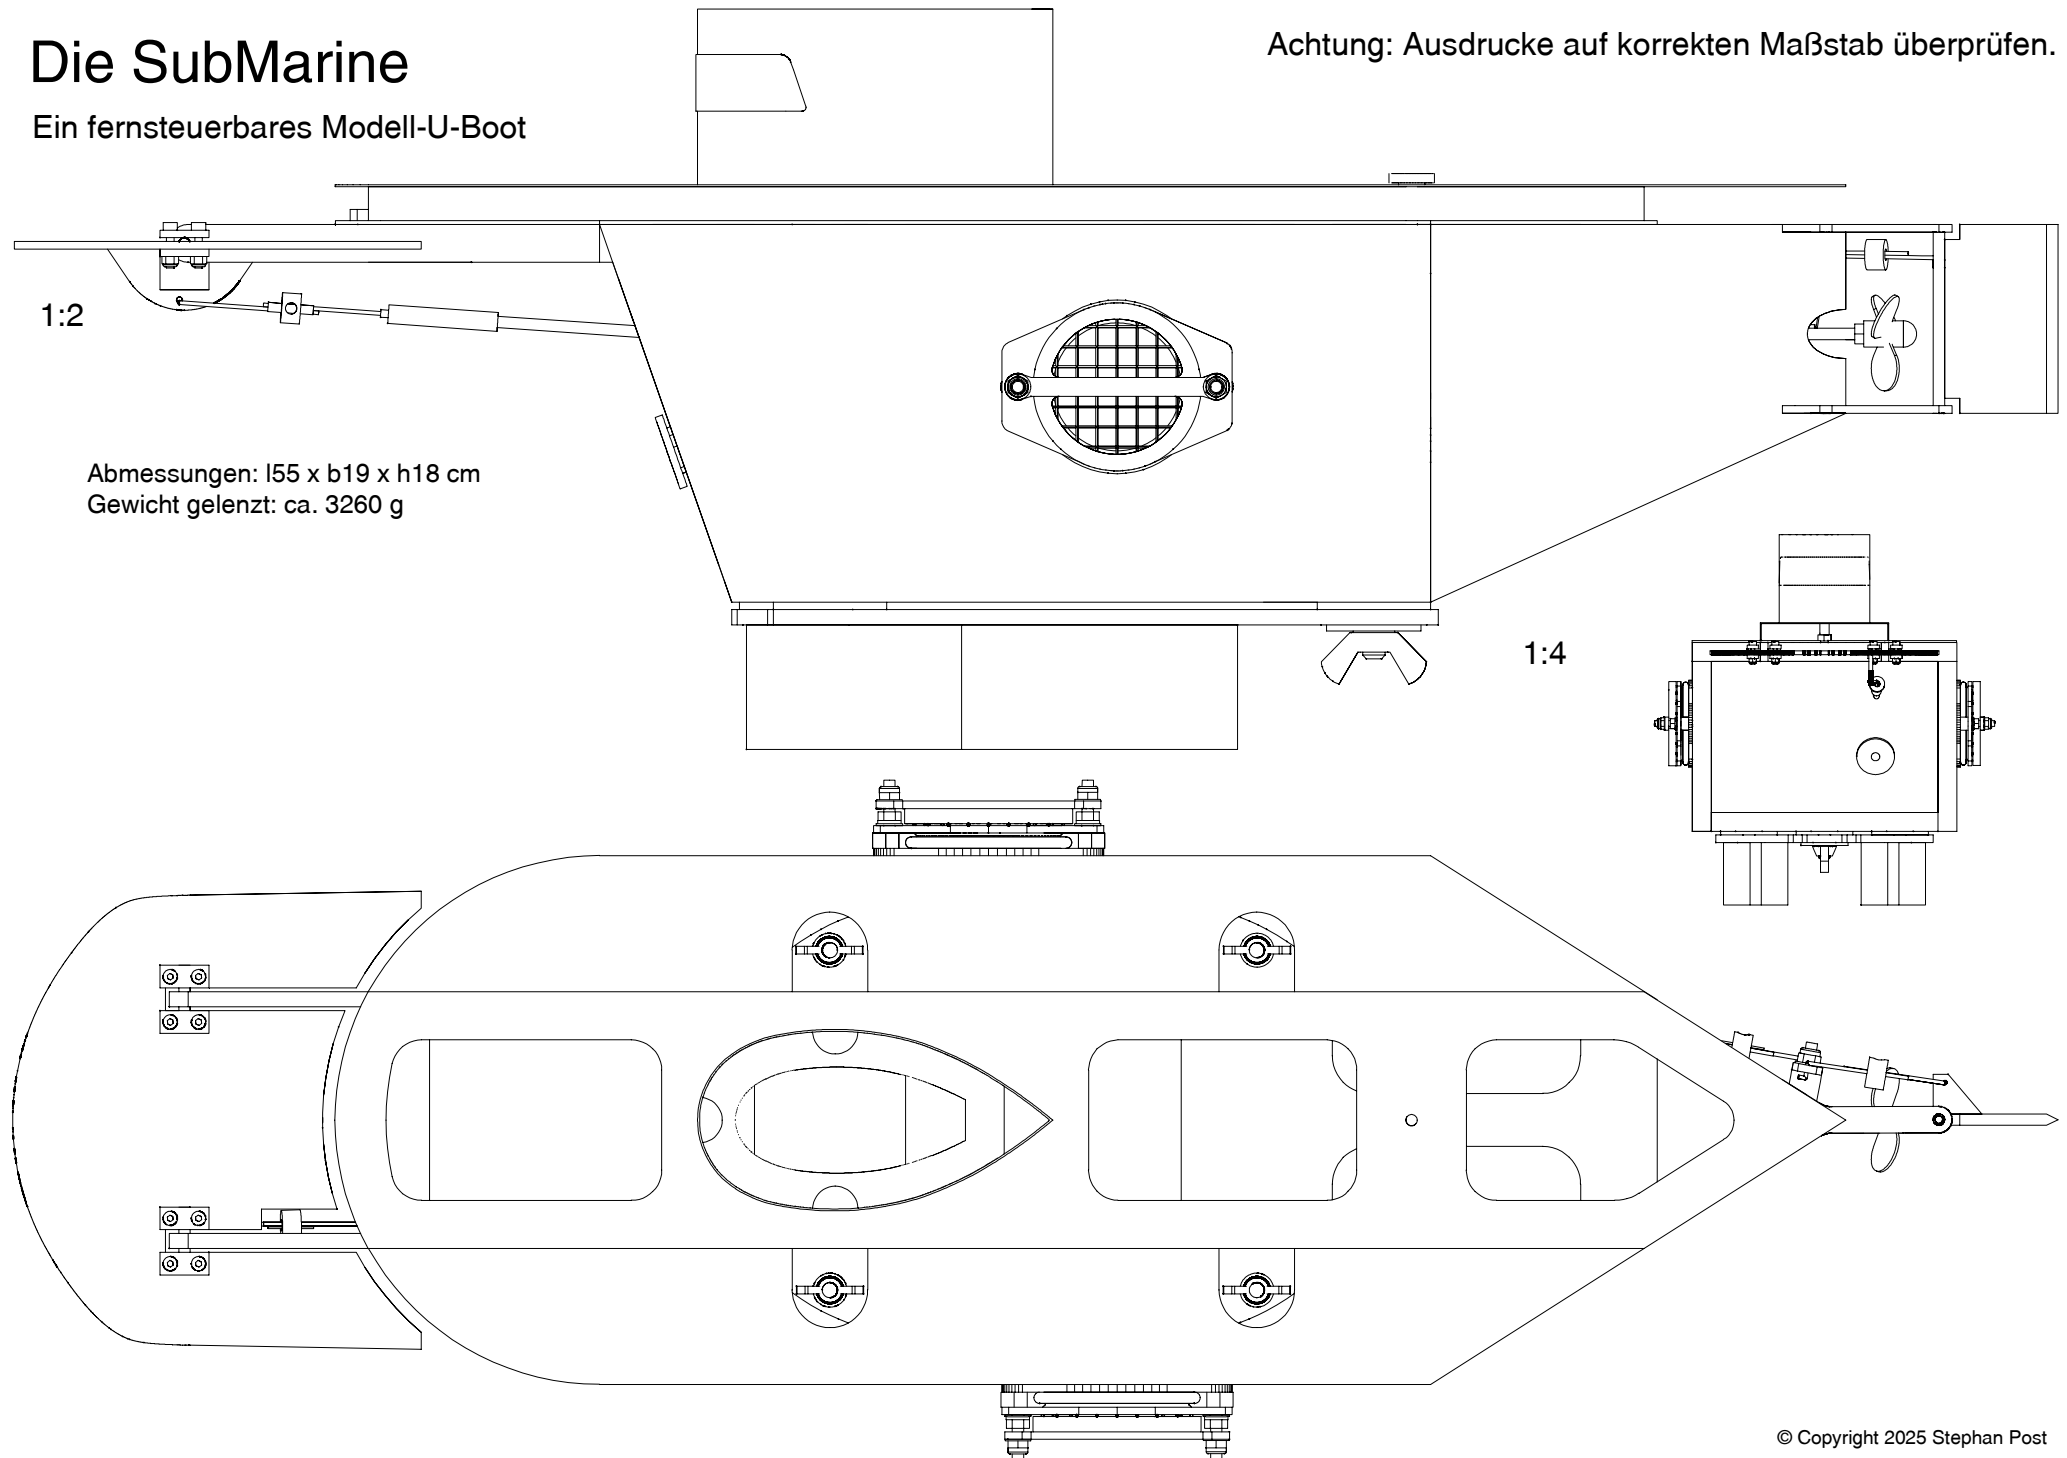 Die SubMarine
Ein fernsteuerbares Modell-U-Boot
Achtung: Ausdrucke auf korrekten Maßstab überprüfen.
1:2
Abmessungen: l55 x b19 x h18 cm
Gewicht gelenzt: ca. 3260 g
1:4
© Copyright 2025 Stephan Post